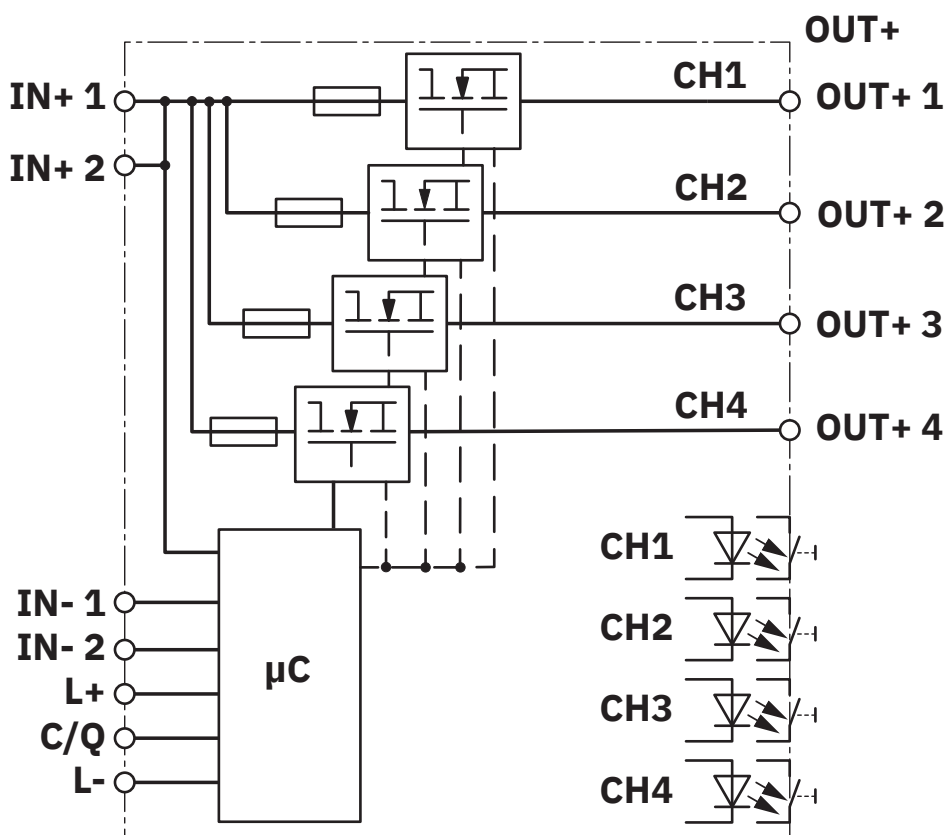 OUT+
IN+ 1
CH1
OUT+ 1
IN+ 2
CH2
OUT+ 2
CH3
OUT+ 3
CH4
OUT+ 4
CH1
IN- 1
CH2
IN- 2
µC
L+
CH3
C/Q
L-
CH4